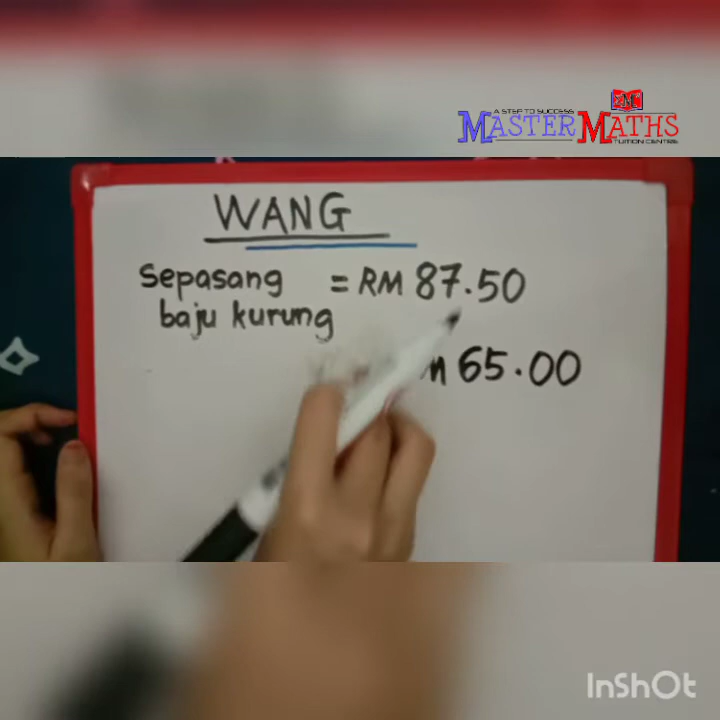 A STEP TO SUCCESS
MASTER MATHS
TUITION CENTRE
WANG
Sepasang = RM 87.50
baju kurung
65.00
InShOt